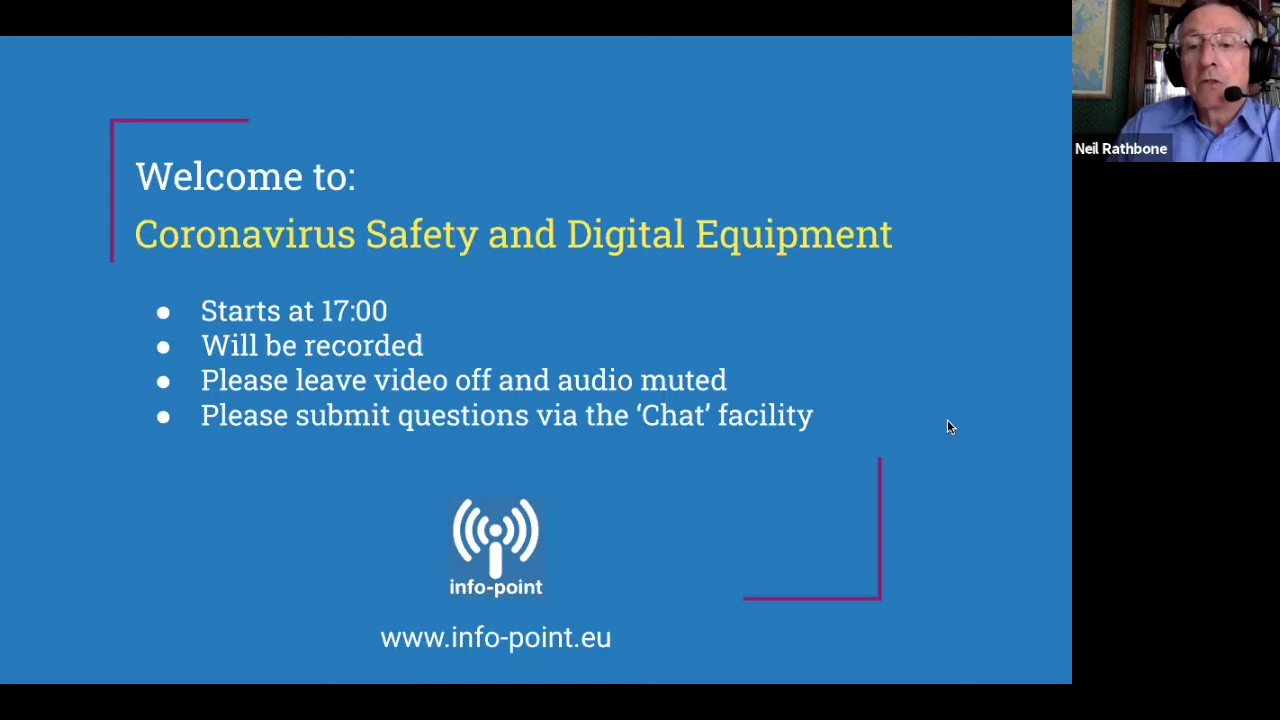 Welcome to:
Coronavirus Safety and Digital Equipment
● Starts at 17:00
● Will be recorded
● Please leave video off and audio muted
● Please submit questions via the ‘Chat’ facility
info-point
www.info-point.eu
Neil Rathbone